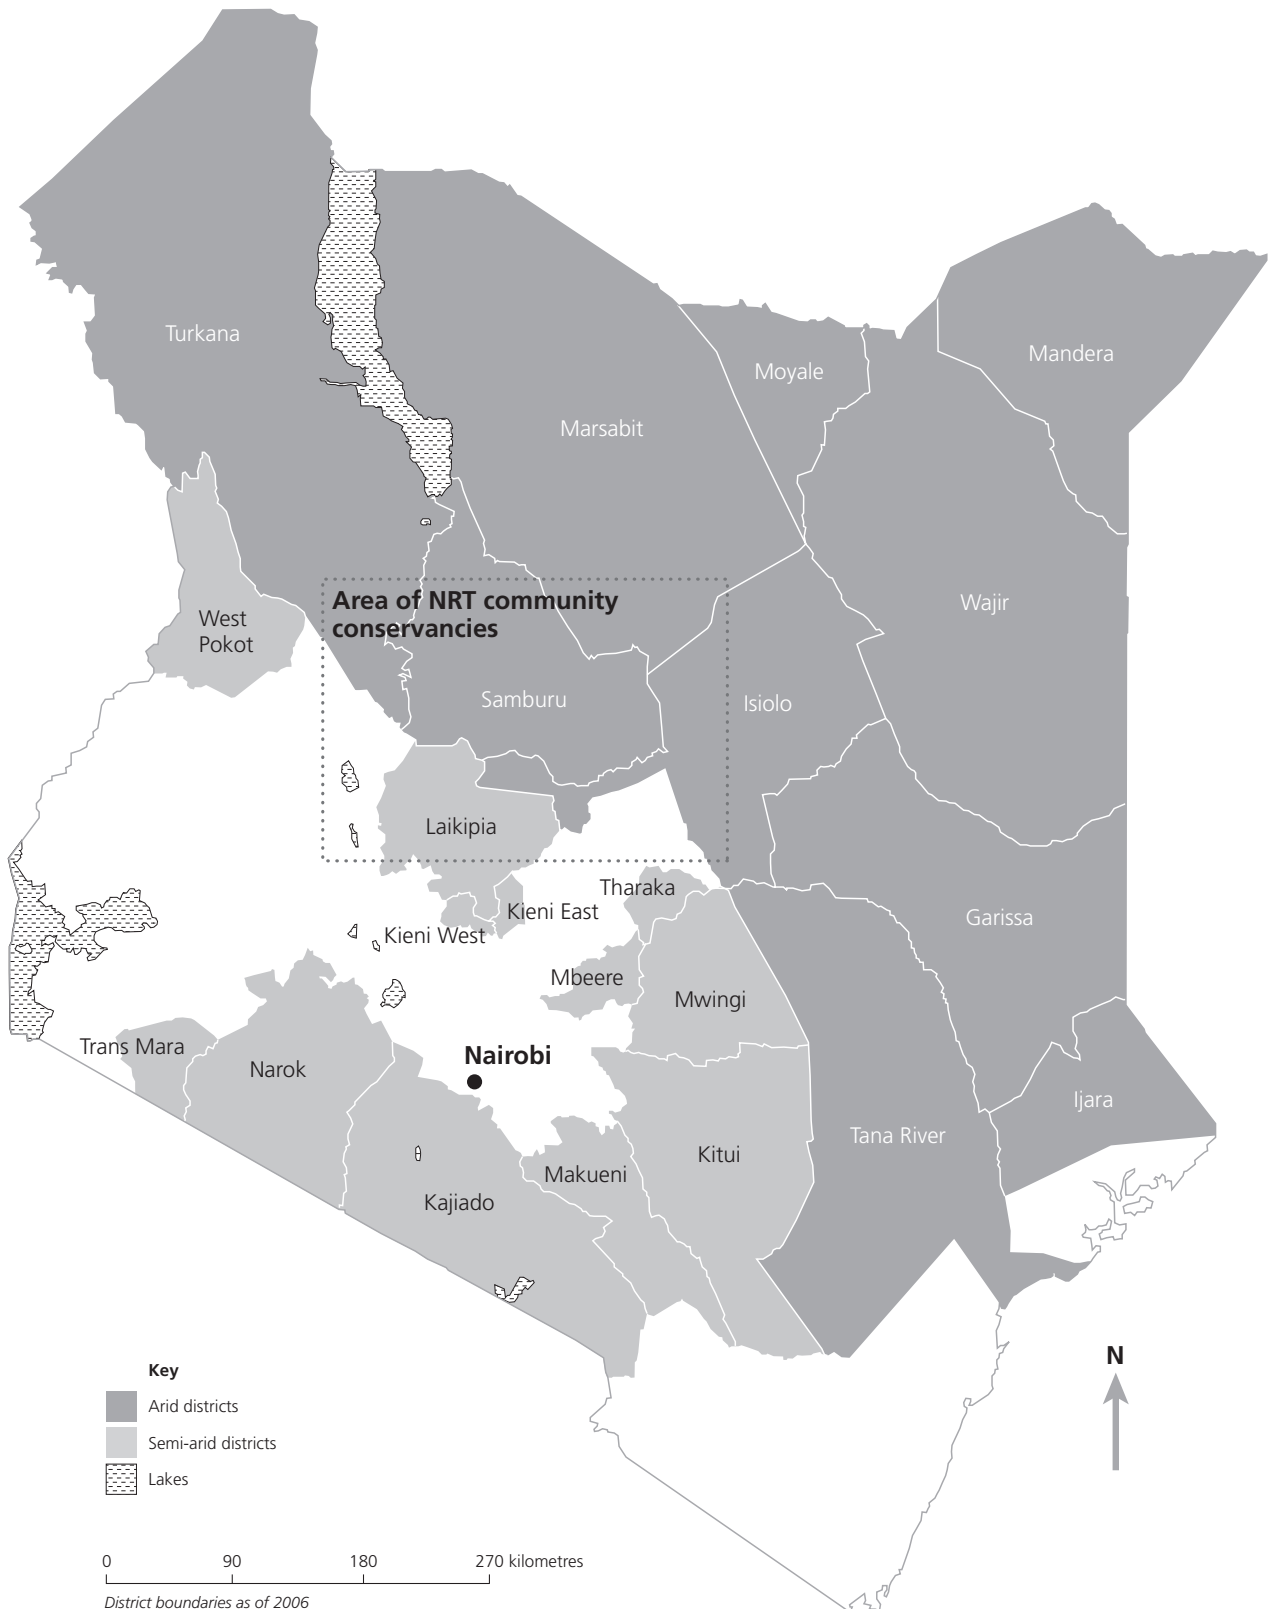 Turkana
Marsabit
Moyale
Mandera
Wajir
West
Pokot
Area of NRT community
conservancies
Samburu
Isiolo
Laikipia
Tharaka
Kieni East
Kieni West
Garissa
Mbeere
Mwingi
Trans Mara
Narok
Nairobi
Ijara
Tana River
Kitui
Makueni
Kajiado
N
Key
Arid districts
Semi-arid districts
Lakes
0 90 180 270 kilometres
District boundaries as of 2006